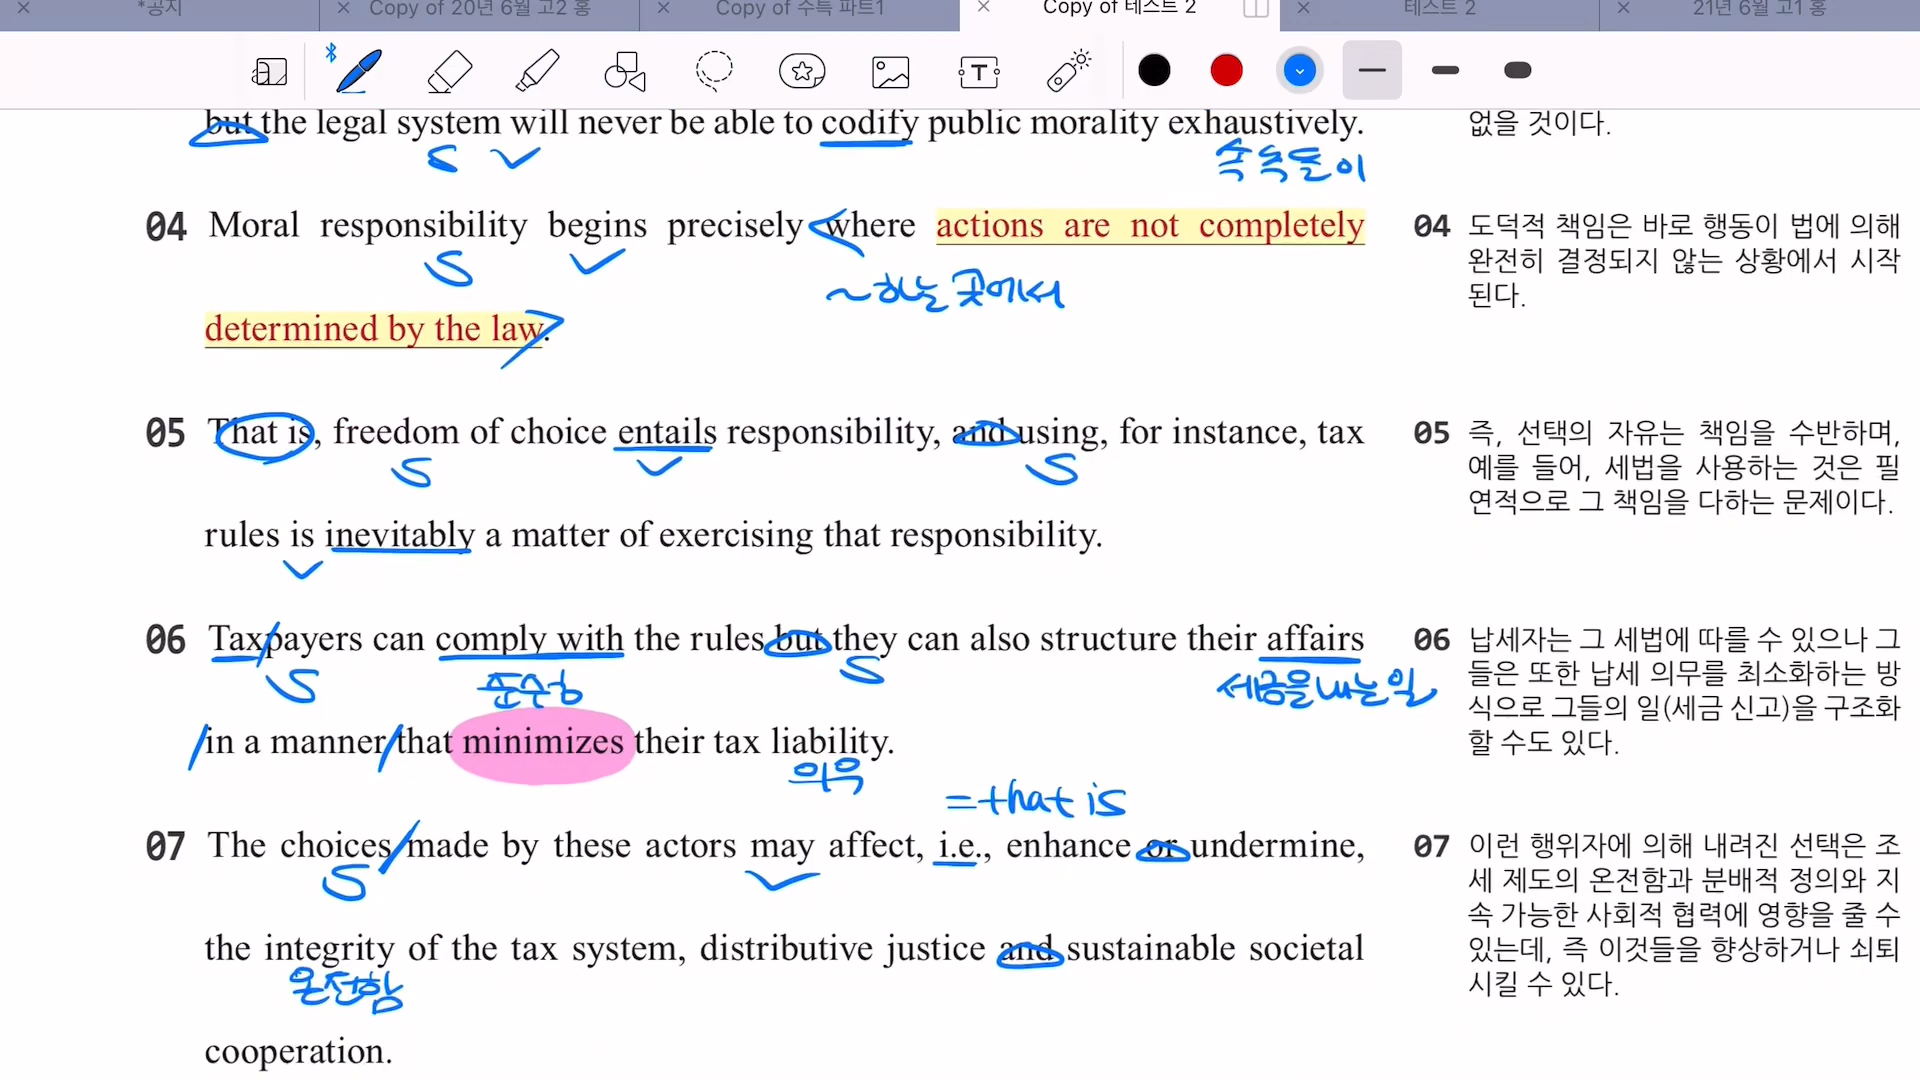 *공지
Copy of 20년 6월 고2 홍
Copy of 수특 파트1
Copy of 테스트 2
테스트 2
21년 6월 고1 홍
but the legal system will never be able to codify public morality exhaustively.
없을 것이다.
S
속속들이
04 Moral responsibility begins precisely where actions are not completely
S
~하는 곳에서
determined by the law.
04 도덕적 책임은 바로 행동이 법에 의해
완전히 결정되지 않는 상황에서 시작
된다.
05 That is, freedom of choice entails responsibility, and using, for instance, tax
S
S
rules is inevitably a matter of exercising that responsibility.
05 즉, 선택의 자유는 책임을 수반하며,
예를 들어, 세법을 사용하는 것은 필
연적으로 그 책임을 다하는 문제이다.
06 Taxpayers can comply with the rules but they can also structure their affairs
S
준수하
S
세금을 내는 일
in a manner that minimizes their tax liability.
의무
06 납세자는 그 세법에 따를 수 있으나 그
들은 또한 납세 의무를 최소화하는 방
식으로 그들의 일(세금 신고)을 구조화
할 수도 있다.
=that is
07 The choices made by these actors may affect, i.e., enhance or undermine,
S
the integrity of the tax system, distributive justice and sustainable societal
온전함
cooperation.
07 이런 행위자에 의해 내려진 선택은 조
세 제도의 온전함과 분배적 정의와 지
속 가능한 사회적 협력에 영향을 줄 수
있는데, 즉 이것들을 향상하거나 쇠퇴
시킬 수 있다.